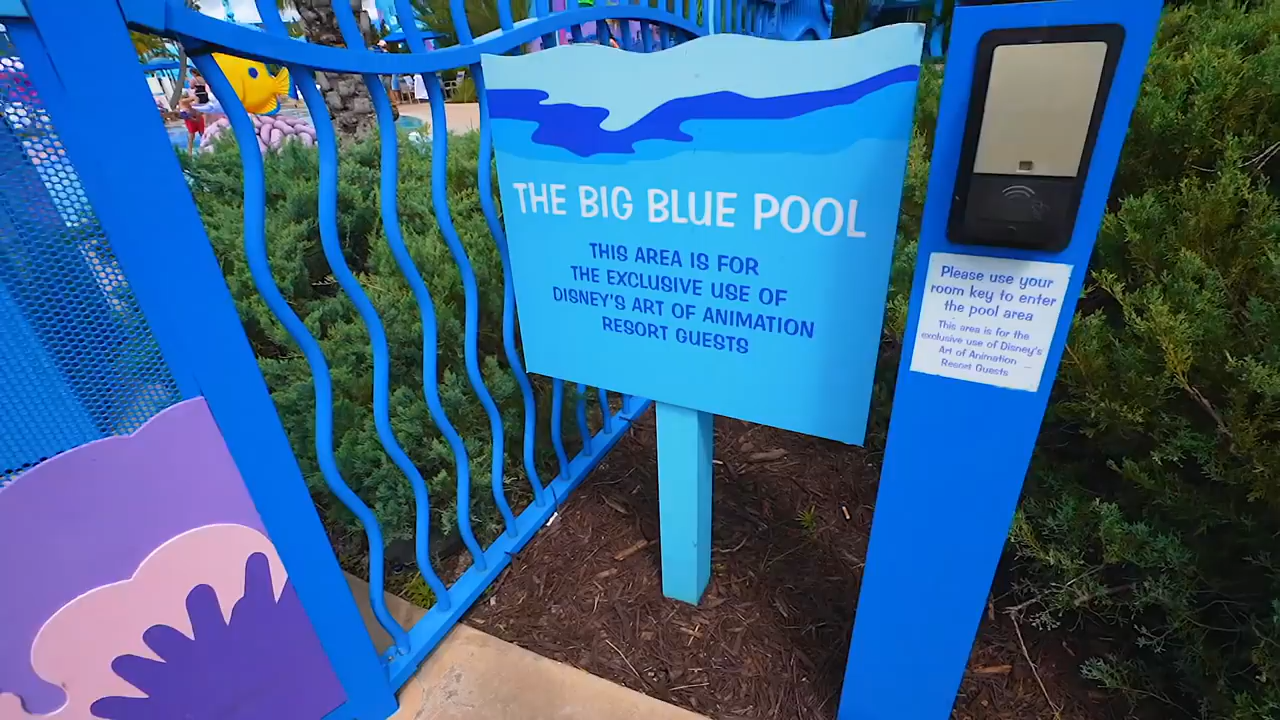 THE BIG BLUE POOL
THIS AREA IS FOR
THE EXCLUSIVE USE OF
DISNEY'S ART OF ANIMATION
RESORT GUESTS
Please use your
room key to enter
the pool area
This area is for the
exclusive use of Disney's
Art of Animation
Resort Guests